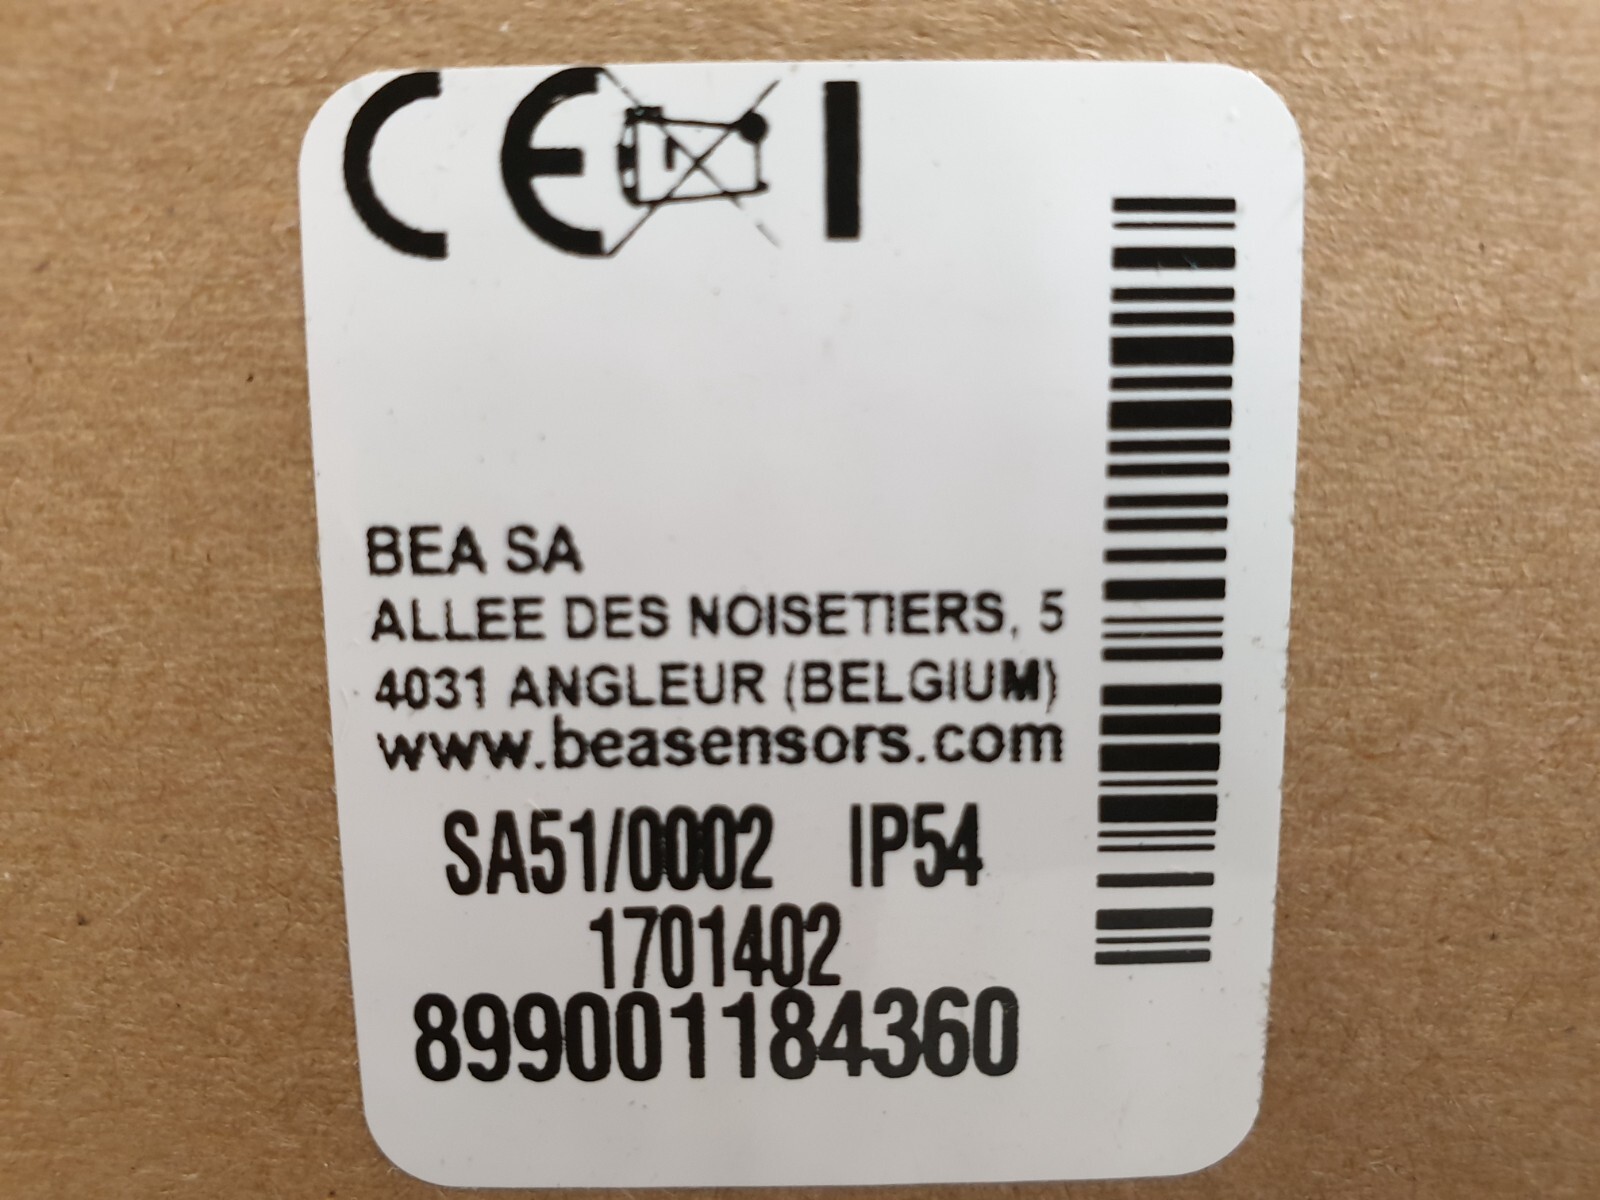 CE
BEA SA
ALLEE DES NOISETIERS, 5
4031 ANGLEUR (BELGIUM)
www.beasensors.com
SA51/0002 IP54
1701402
899001184360